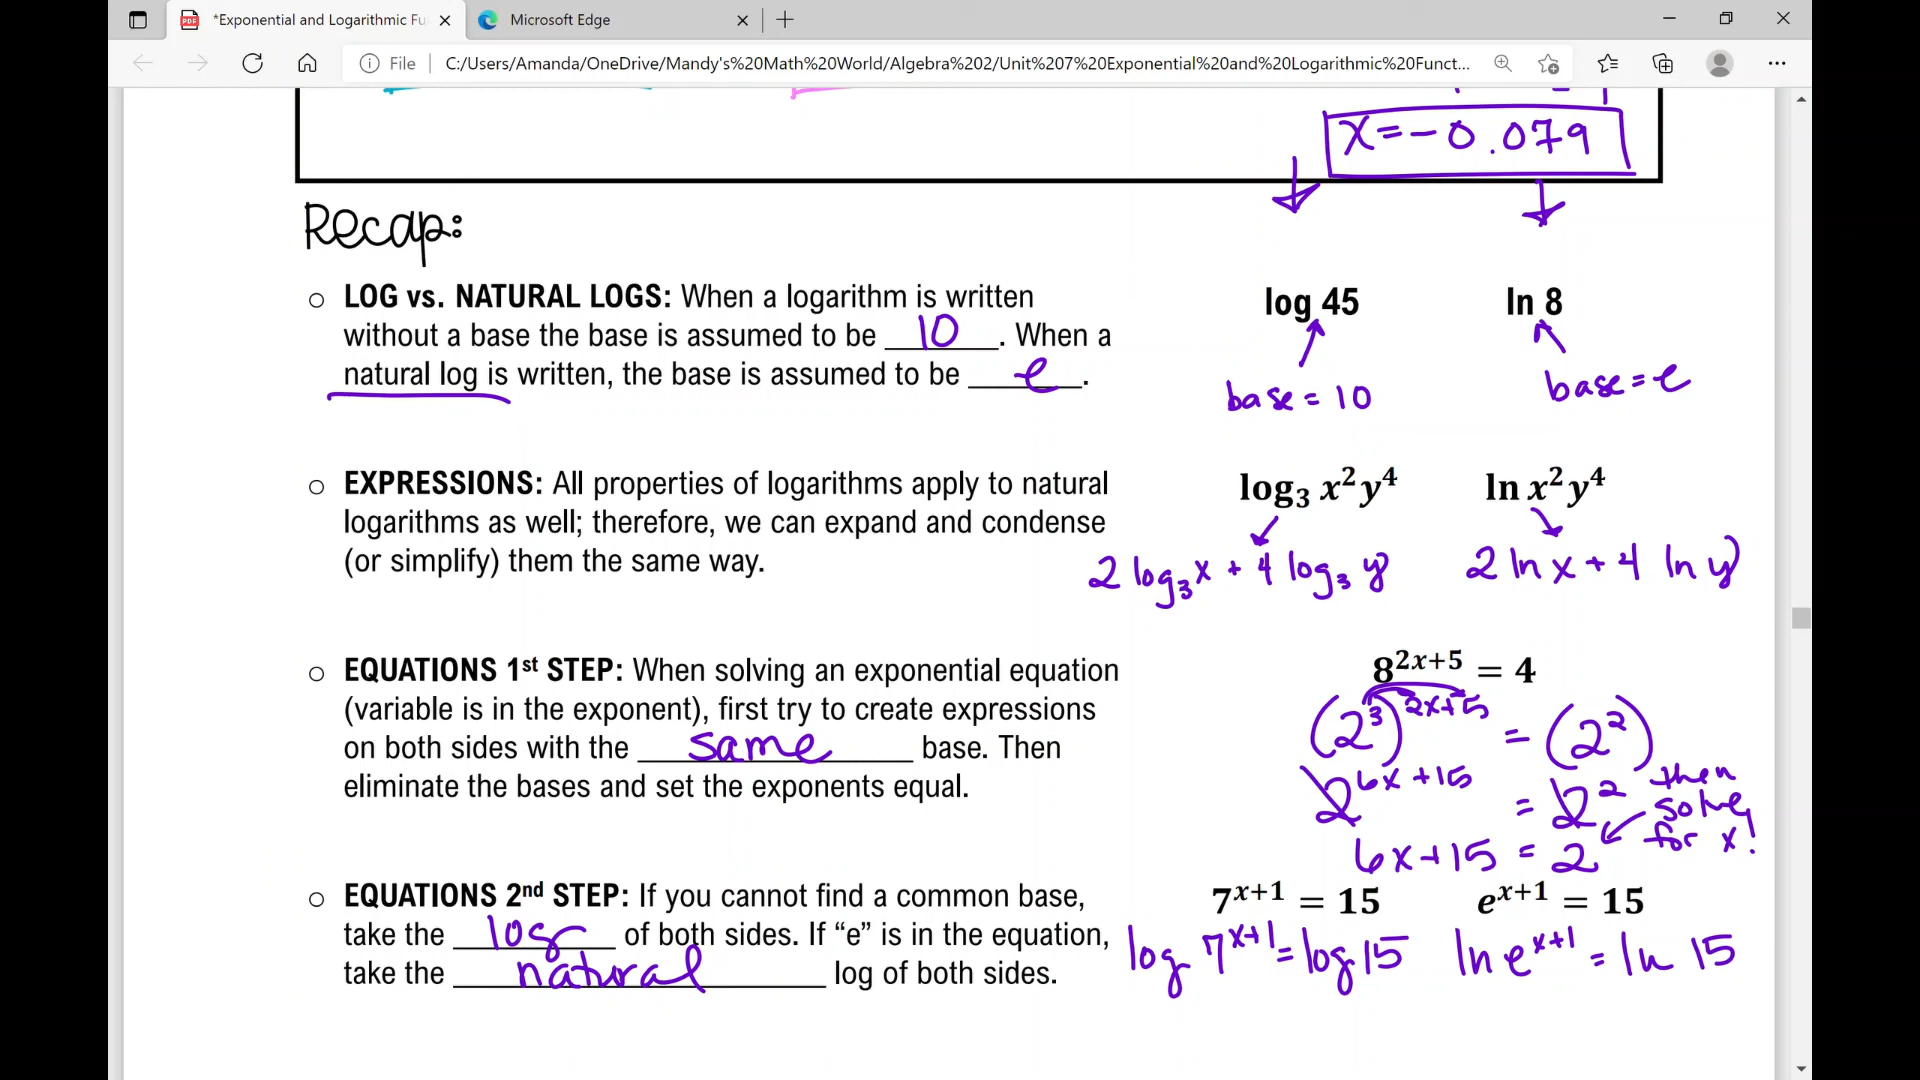 *Exponential and Logarithmic Fu
Microsoft Edge
File
C:/Users/Amanda/OneDrive/Mandy's%20Math%20World/Algebra%202/Unit%207%20Exponential%20and%20Logarithmic%20Funct...
x = -0.079
Recap:
LOG vs. NATURAL LOGS: When a logarithm is written
without a base the base is assumed to be 10. When a
natural log is written, the base is assumed to be e.
log 45
ln 8
base = 10
base = e
EXPRESSIONS: All properties of logarithms apply to natural
logarithms as well; therefore, we can expand and condense
(or simplify) them the same way.
log₃ x²y⁴
ln x²y⁴
2 log₃x + 4 log₃ y
2 ln x + 4 ln y
EQUATIONS 1st STEP: When solving an exponential equation
(variable is in the exponent), first try to create expressions
on both sides with the same base. Then
eliminate the bases and set the exponents equal.
8^(2x+5) = 4
(2³)^(2x+5) = (2²)
2^(6x+15) = 2²
6x+15 = 2
then
solve
for x!
EQUATIONS 2nd STEP: If you cannot find a common base,
take the log of both sides. If “e” is in the equation,
take the natural log of both sides.
7^(x+1) = 15
e^(x+1) = 15
log 7^(x+1) = log 15
ln e^(x+1) = ln 15